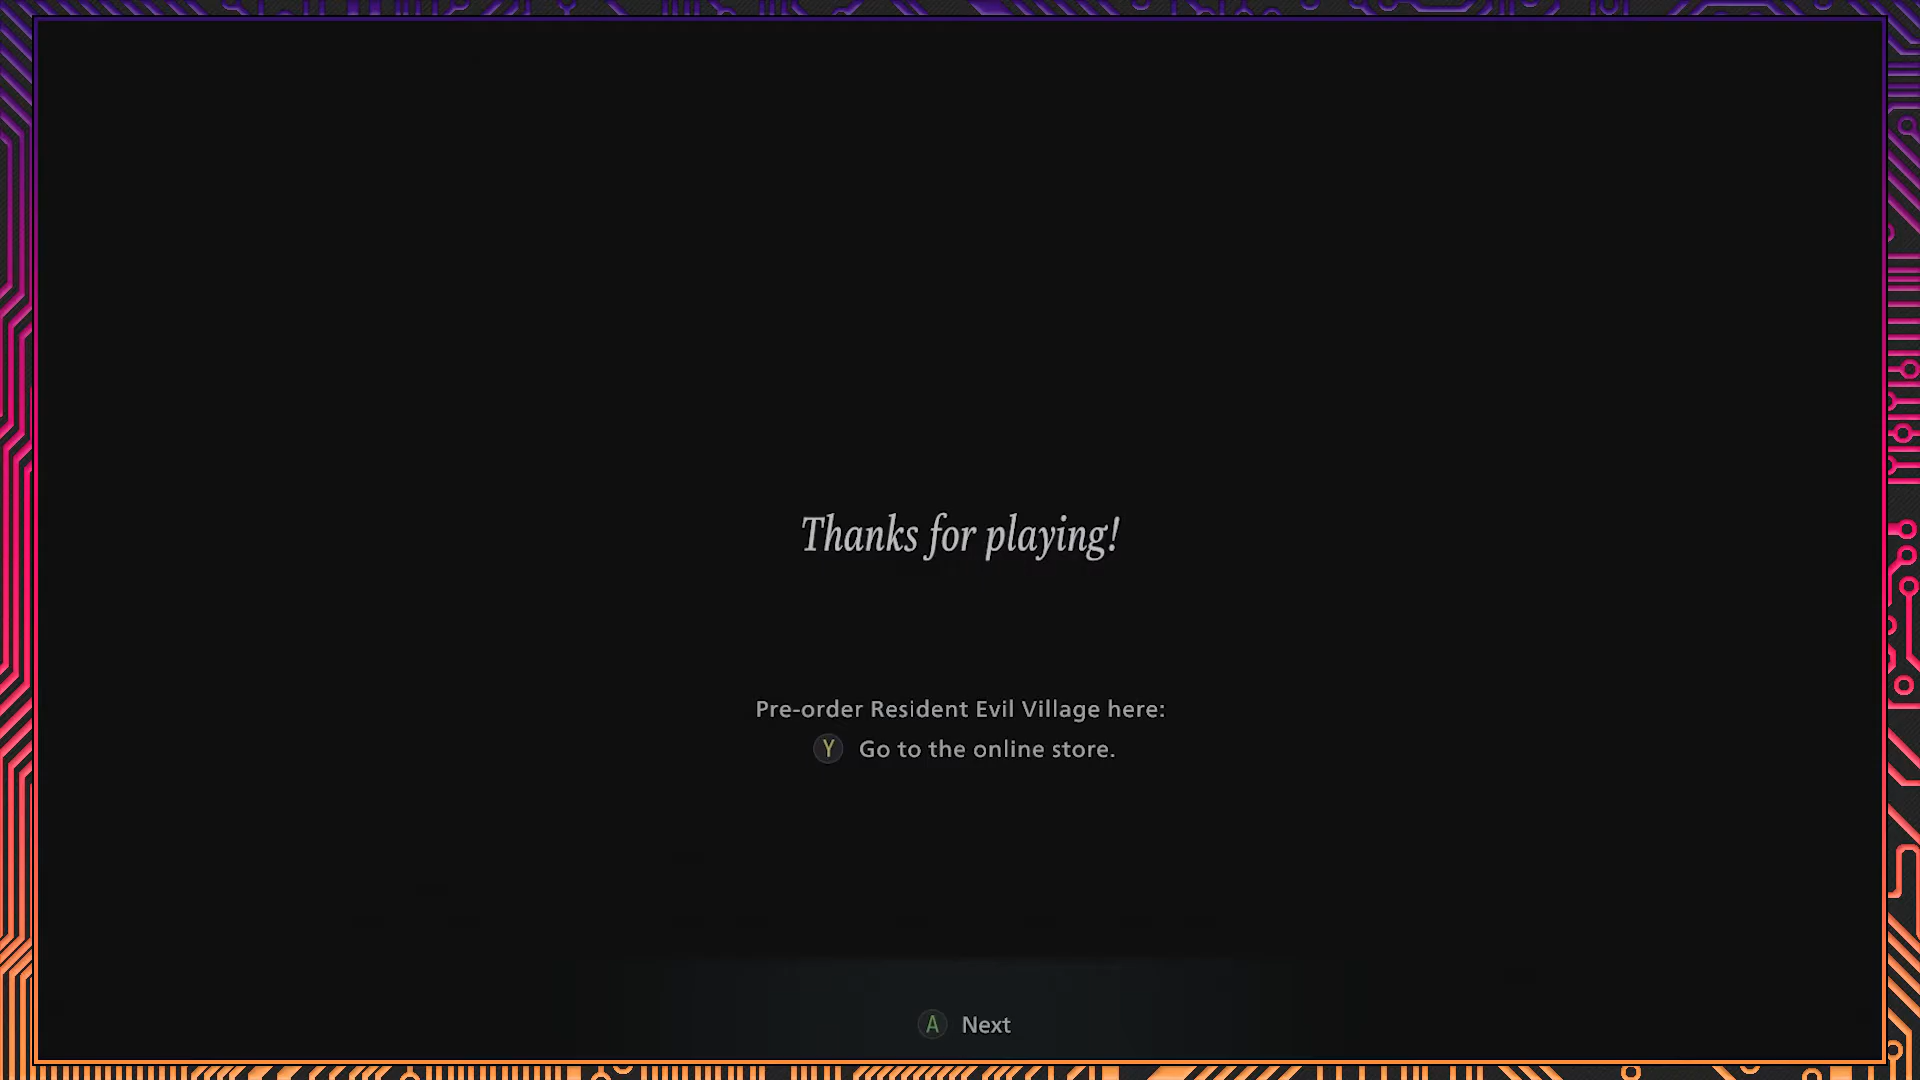 Thanks for playing!
Pre-order Resident Evil Village here:
Y Go to the online store.
A Next